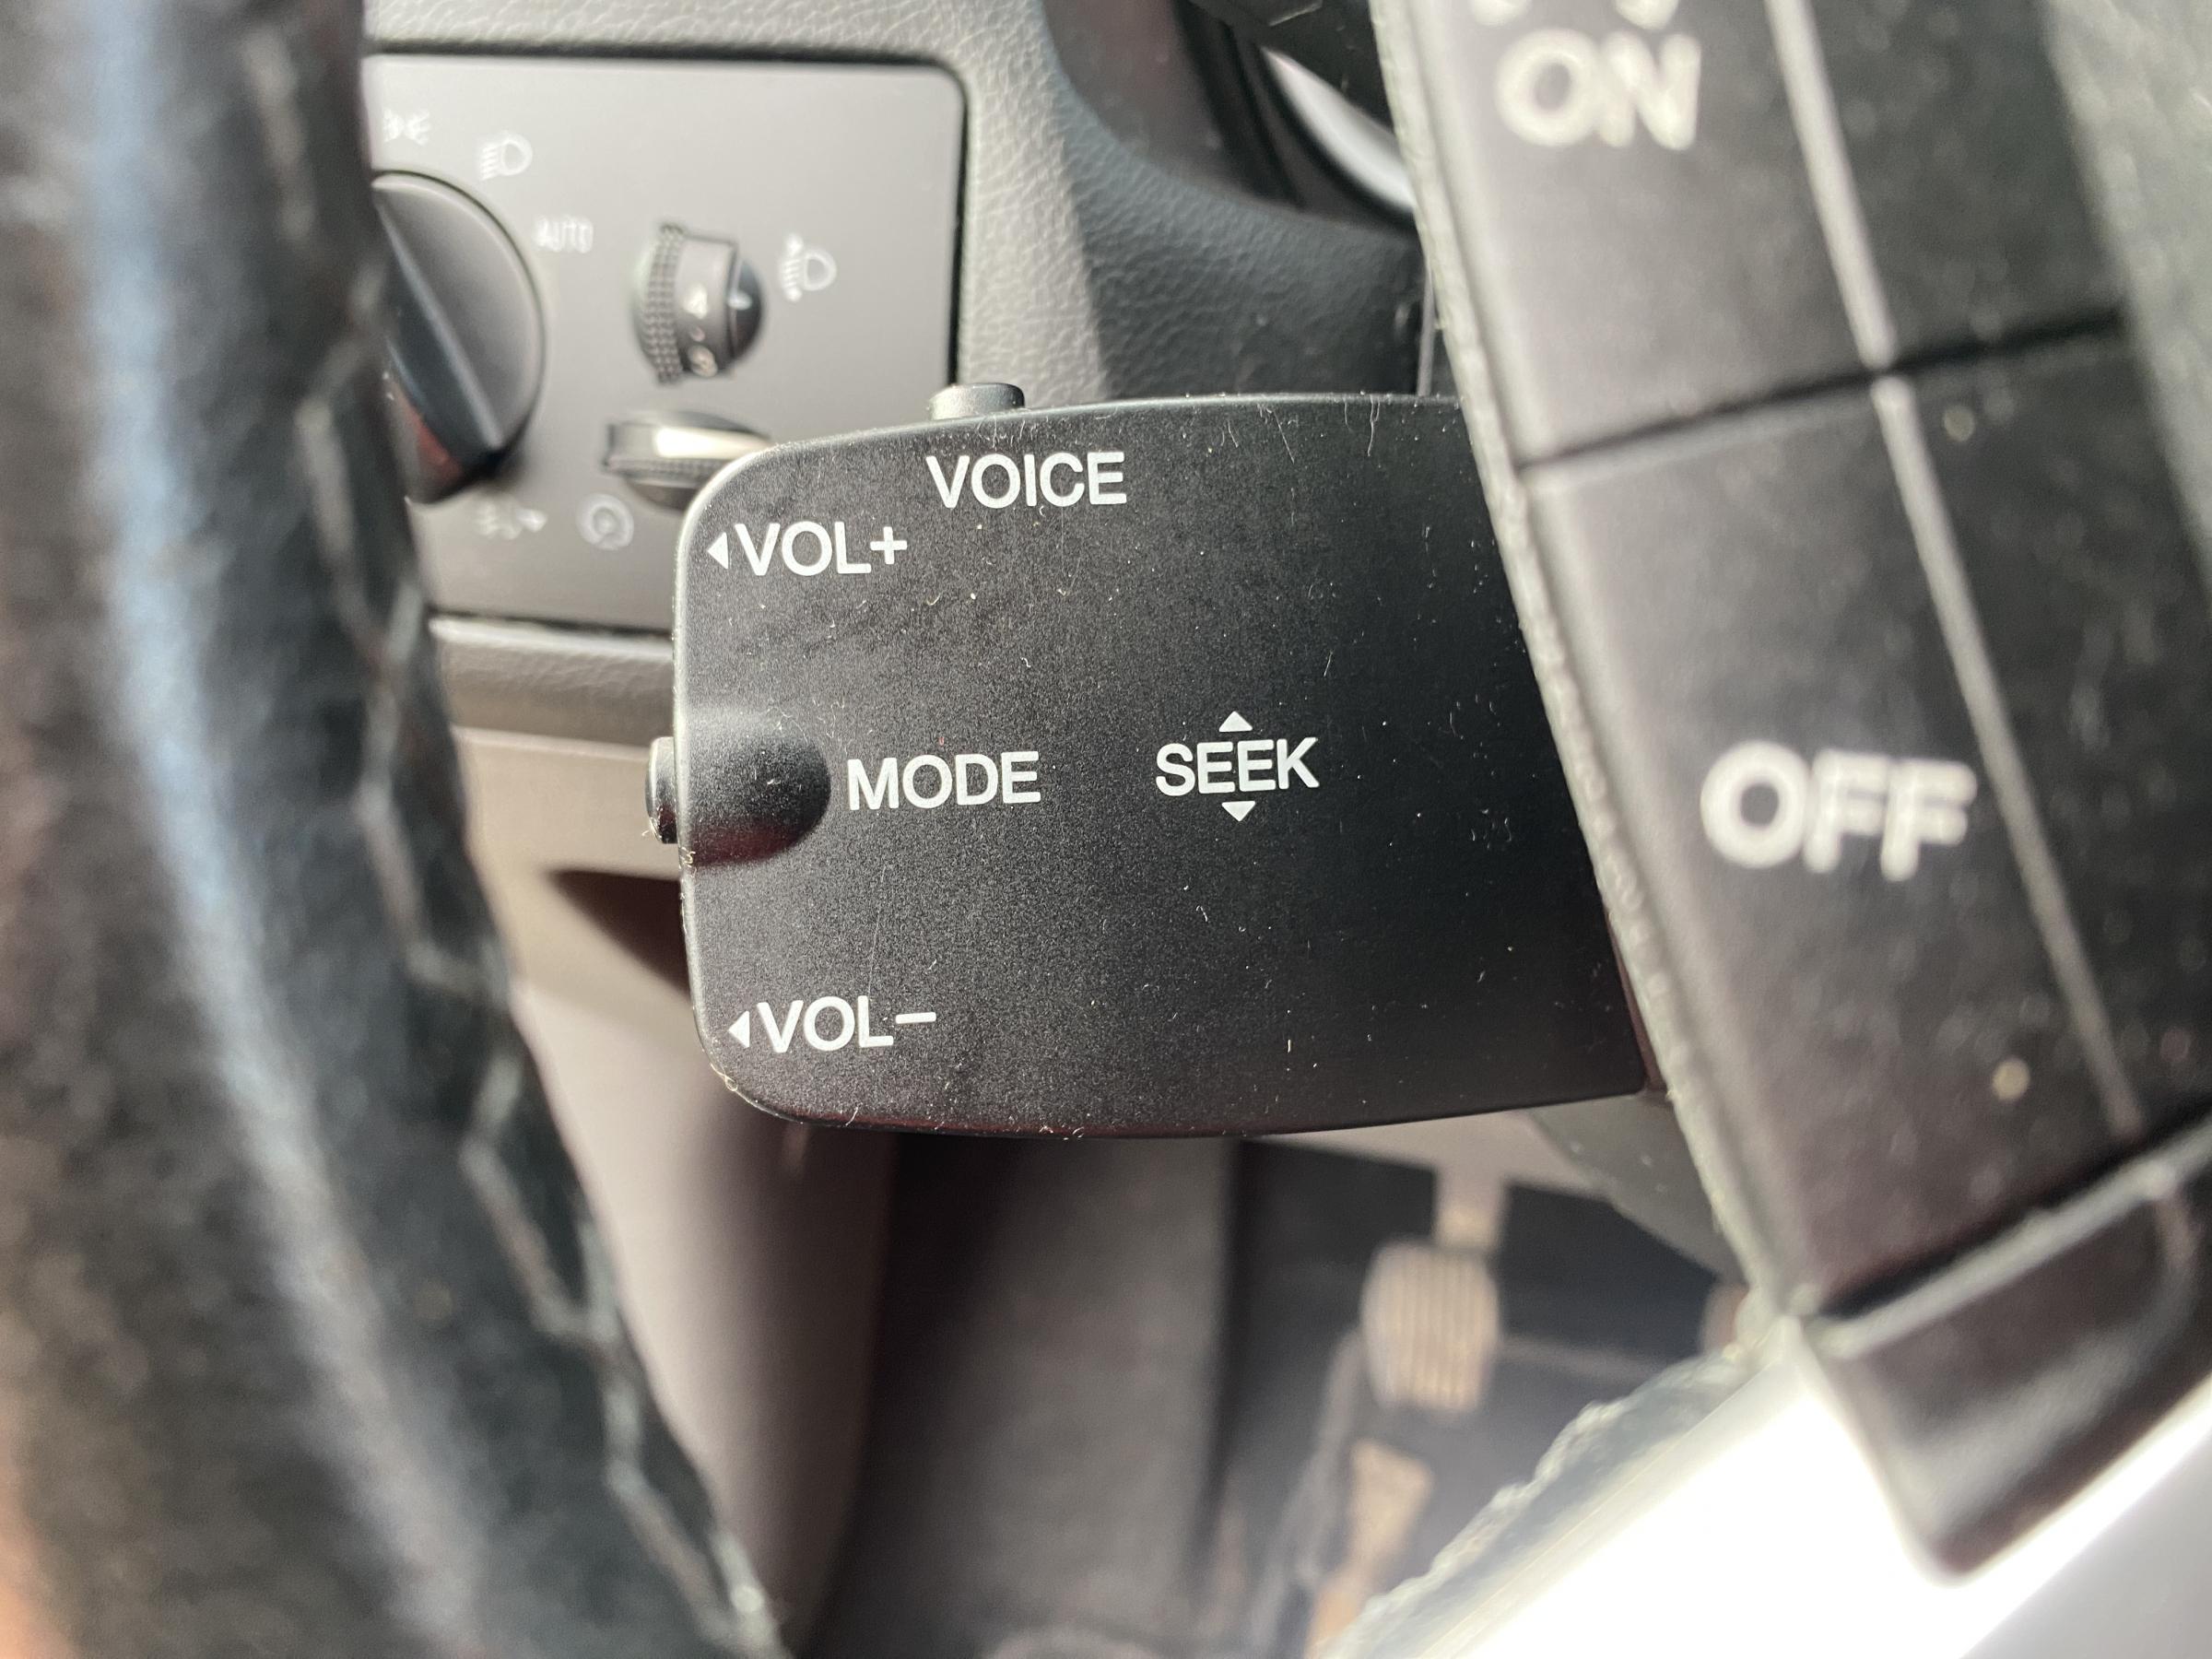 ON
AUTO
VOICE
VOL+
MODE
SEEK
OFF
VOL–